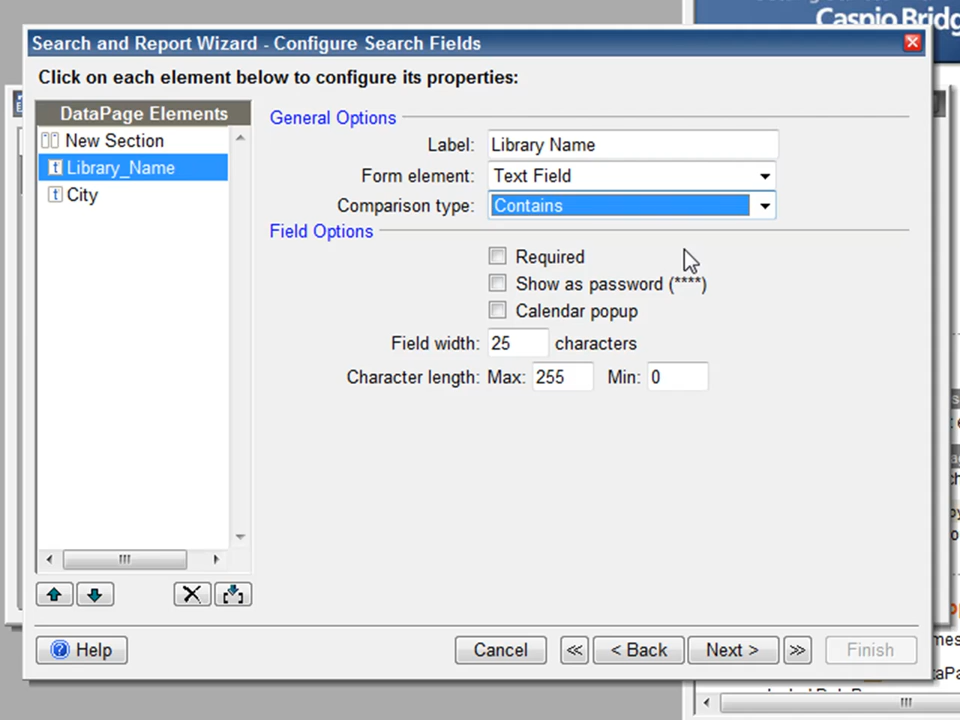 Caspio Bridg
Search and Report Wizard - Configure Search Fields
Click on each element below to configure its properties:
DataPage Elements
New Section
Library_Name
City
General Options
Label: Library Name
Form element: Text Field
Comparison type: Contains
Field Options
Required
Show as password (****)
Calendar popup
Field width: 25 characters
Character length: Max: 255 Min: 0
Help
Cancel
<<
< Back
Next >
>>
Finish